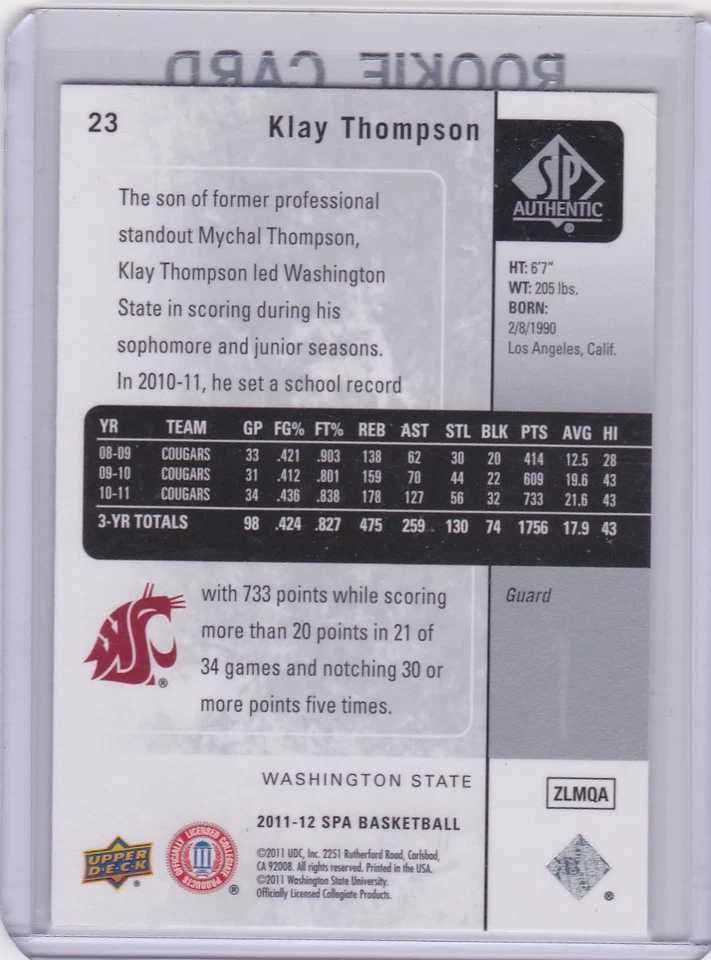 ROOKIE CARD
23
Klay Thompson
SP
AUTHENTIC
The son of former professional
standout Mychal Thompson,
Klay Thompson led Washington
State in scoring during his
sophomore and junior seasons.
In 2010-11, he set a school record
HT: 6'7"
WT: 205 lbs.
BORN:
2/8/1990
Los Angeles, Calif.
YR TEAM GP FG% FT% REB AST STL BLK PTS AVG HI
08-09 COUGARS 33 .421 .903 138 62 30 20 414 12.5 28
09-10 COUGARS 31 .412 .801 159 70 44 22 609 19.6 43
10-11 COUGARS 34 .436 .838 178 127 56 32 733 21.6 43
3-YR TOTALS 98 .424 .827 475 259 130 74 1756 17.9 43
with 733 points while scoring
more than 20 points in 21 of
34 games and notching 30 or
more points five times.
Guard
WSC ®
WASHINGTON STATE
2011-12 SPA BASKETBALL
ZLMQA
UPPER
DECK
OFFICIALLY LICENSED COLLEGIATE PRODUCTS
©2011 UDC, Inc. 2251 Rutherford Road, Carlsbad,
CA 92008. All rights reserved. Printed in the USA.
©2011 Washington State University.
Officially Licensed Collegiate Products.